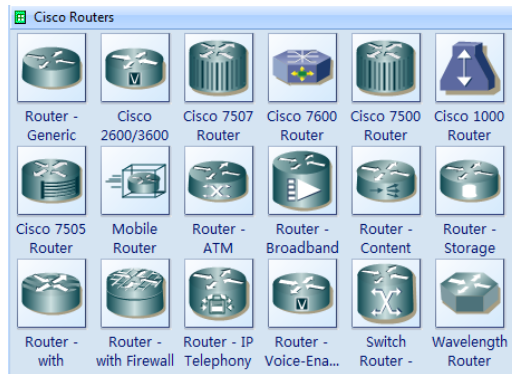 Cisco Routers
Router - Generic
Cisco 2600/3600
Cisco 7507 Router
Cisco 7600 Router
Cisco 7500 Router
Cisco 1000 Router
V
Cisco 7505 Router
Mobile Router
Router - ATM
Router - Broadband
Router - Content
Router - Storage
Router - with
Router - with Firewall
Router - IP Telephony
Router - Voice-Ena...
Switch Router -
Wavelength Router
V